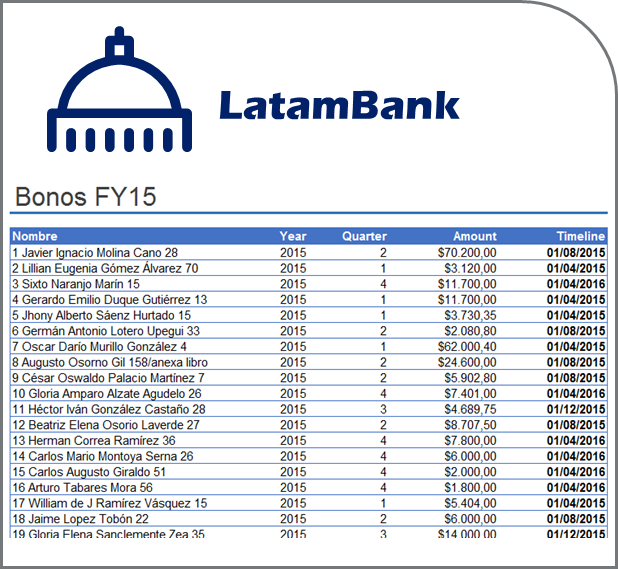 LatamBank
Bonos FY15
Nombre Year Quarter Amount Timeline
1 Javier Ignacio Molina Cano 28 2015 2 $70.200,00 01/08/2015
2 Lillian Eugenia Gómez Álvarez 70 2015 1 $3.120,00 01/04/2015
3 Sixto Naranjo Marín 15 2015 4 $11.700,00 01/04/2016
4 Gerardo Emilio Duque Gutiérrez 13 2015 1 $11.700,00 01/04/2015
5 Jhony Alberto Sáenz Hurtado 15 2015 1 $3.730,35 01/04/2015
6 Germán Antonio Lotero Upegui 33 2015 2 $2.080,80 01/08/2015
7 Oscar Darío Murillo González 4 2015 1 $62.000,40 01/04/2015
8 Augusto Osorno Gil 158/anexa libro 2015 2 $24.600,00 01/08/2015
9 César Oswaldo Palacio Martínez 7 2015 2 $5.902,80 01/08/2015
10 Gloria Amparo Alzate Agudelo 26 2015 4 $7.401,00 01/04/2016
11 Héctor Iván González Castaño 28 2015 3 $4.689,75 01/12/2015
12 Beatriz Elena Osorio Laverde 27 2015 2 $8.707,50 01/08/2015
13 Herman Correa Ramírez 36 2015 4 $7.800,00 01/04/2016
14 Carlos Mario Montoya Serna 26 2015 4 $6.000,00 01/04/2016
15 Carlos Augusto Giraldo 51 2015 4 $2.000,00 01/04/2016
16 Arturo Tabares Mora 56 2015 4 $1.800,00 01/04/2016
17 William de J Ramírez Vásquez 15 2015 1 $5.404,00 01/04/2015
18 Jaime Lopez Tobón 22 2015 2 $6.000,00 01/08/2015
19 Gloria Elena Sanclemente Zea 35 2015 3 $14.000,00 01/12/2015